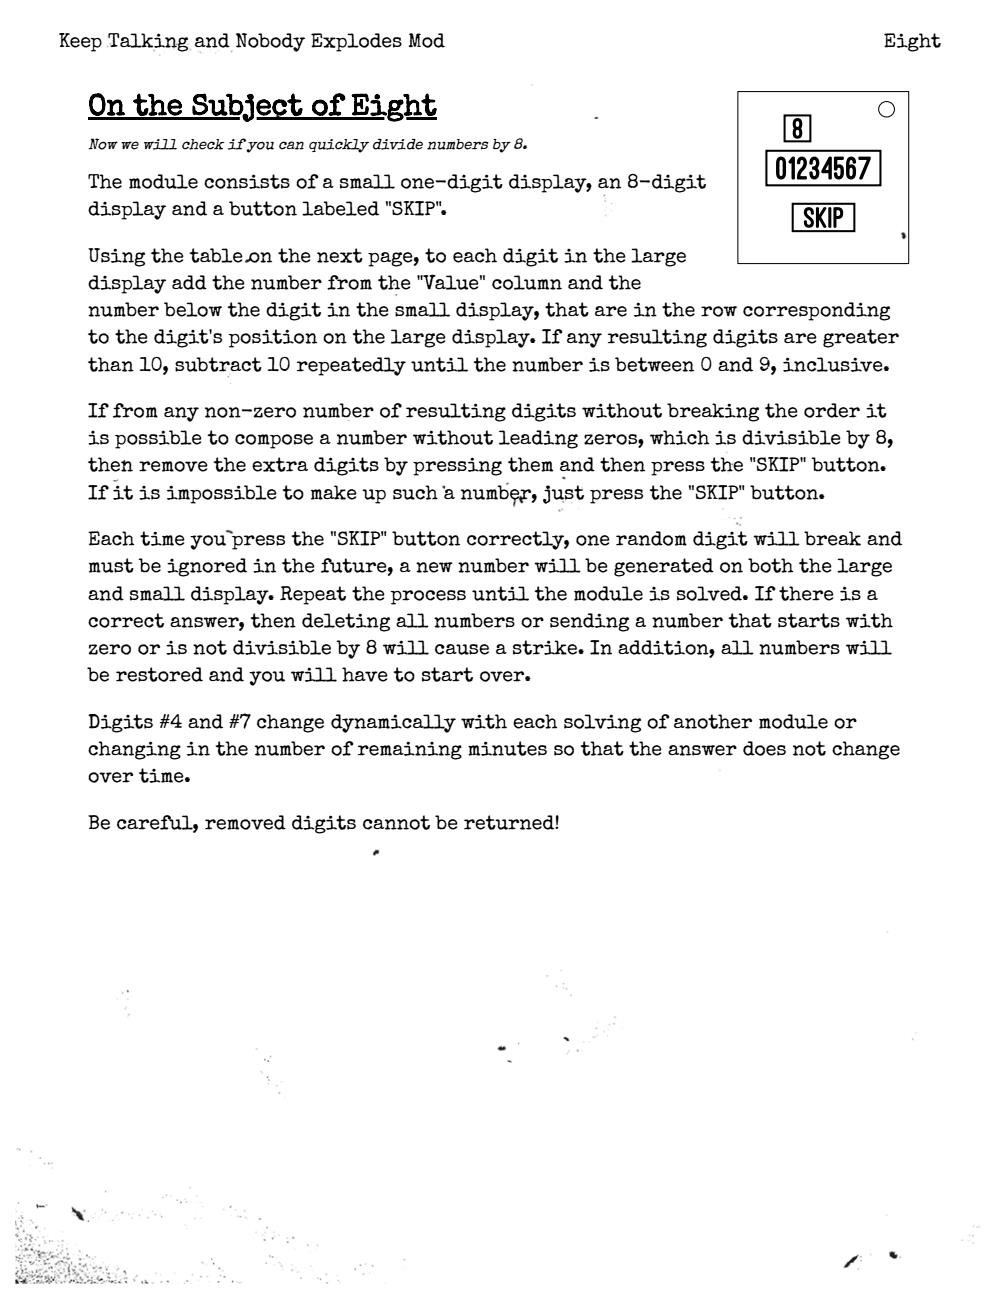 Keep Talking and Nobody Explodes Mod
Eight
On the Subject of Eight
Now we will check if you can quickly divide numbers by 8.
The module consists of a small one-digit display, an 8-digit
display and a button labeled "SKIP".
8
01234567
SKIP
Using the table on the next page, to each digit in the large
display add the number from the "Value" column and the
number below the digit in the small display, that are in the row corresponding
to the digit's position on the large display. If any resulting digits are greater
than 10, subtract 10 repeatedly until the number is between 0 and 9, inclusive.
If from any non-zero number of resulting digits without breaking the order it
is possible to compose a number without leading zeros, which is divisible by 8,
then remove the extra digits by pressing them and then press the "SKIP" button.
If it is impossible to make up such a number, just press the "SKIP" button.
Each time you press the "SKIP" button correctly, one random digit will break and
must be ignored in the future, a new number will be generated on both the large
and small display. Repeat the process until the module is solved. If there is a
correct answer, then deleting all numbers or sending a number that starts with
zero or is not divisible by 8 will cause a strike. In addition, all numbers will
be restored and you will have to start over.
Digits #4 and #7 change dynamically with each solving of another module or
changing in the number of remaining minutes so that the answer does not change
over time.
Be careful, removed digits cannot be returned!